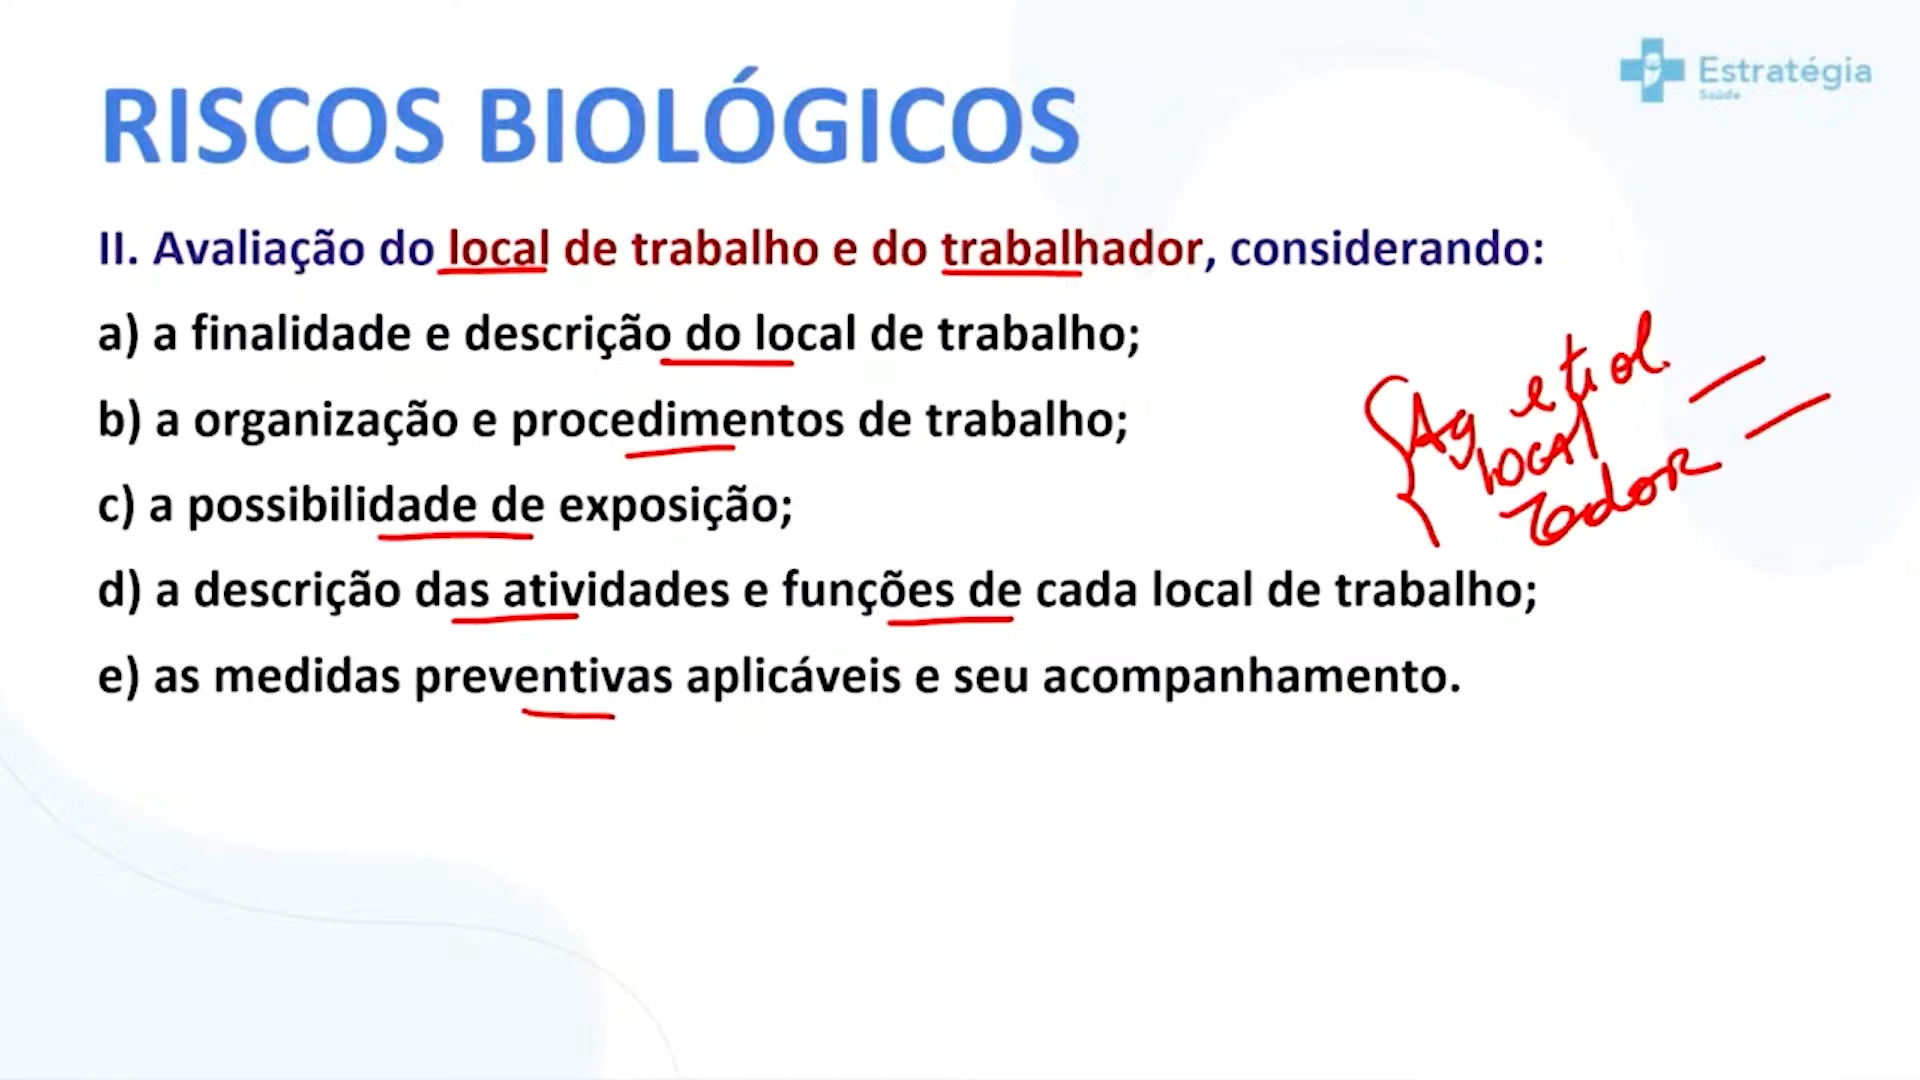 Estratégia
Saúde
RISCOS BIOLÓGICOS
II. Avaliação do local de trabalho e do trabalhador, considerando:
a) a finalidade e descrição do local de trabalho;
b) a organização e procedimentos de trabalho;
c) a possibilidade de exposição;
d) a descrição das atividades e funções de cada local de trabalho;
e) as medidas preventivas aplicáveis e seu acompanhamento.
Ag etiol
LOCAL